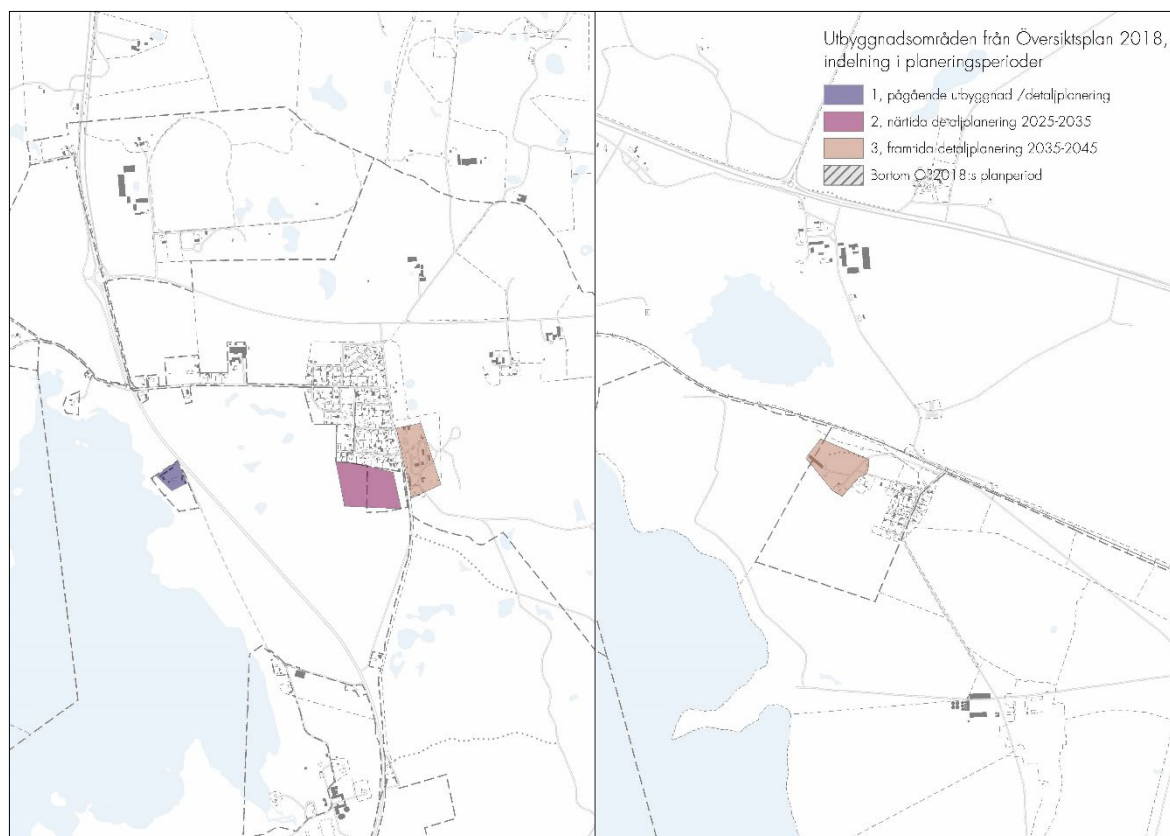 Utbyggnadsområden från Översiktsplan 2018,
indelning i planeringsperioder
1, pågående utbyggnad /detaljplanering
2, närtida detaljplanering 2025-2035
3, framtida detaljplanering 2035-2045
Bortom ÖP2018:s planperiod